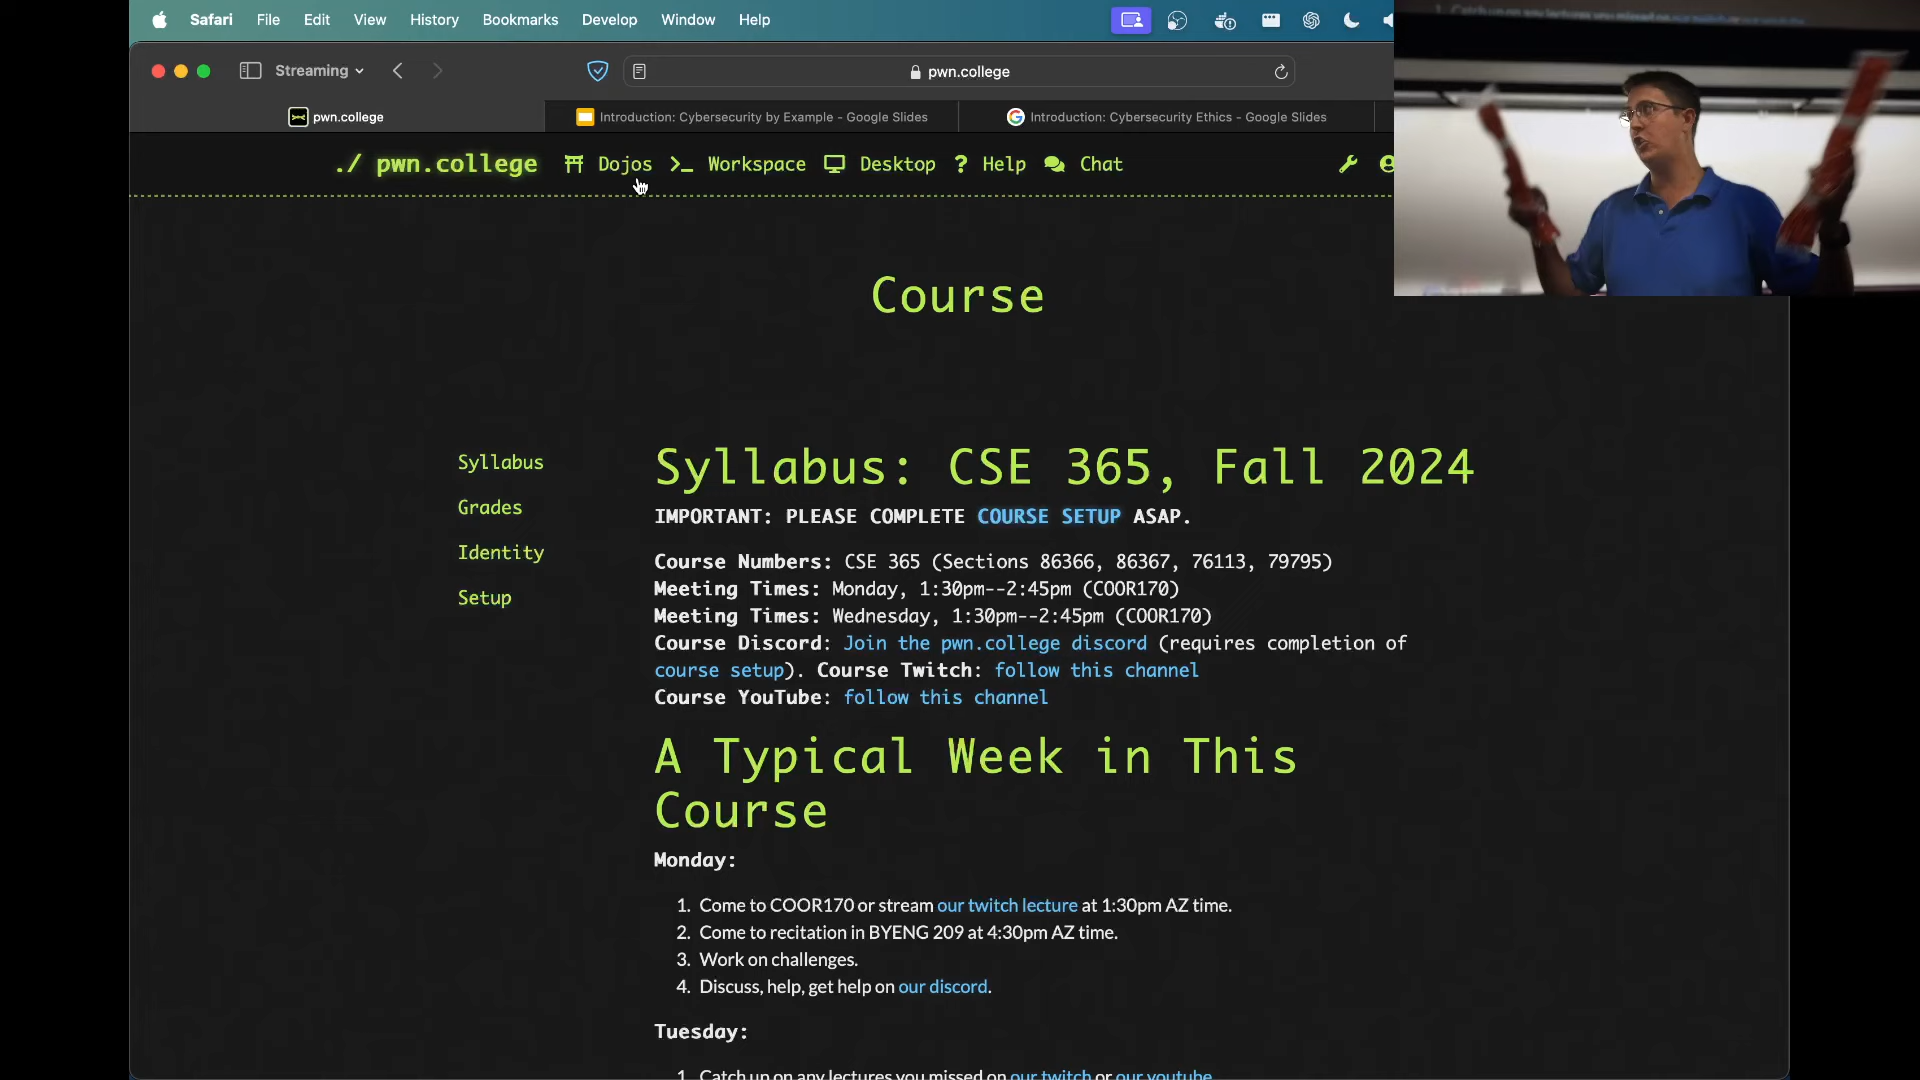 Safari File Edit View History Bookmarks Develop Window Help
Streaming
pwn.college
pwn.college
Introduction: Cybersecurity by Example - Google Slides
Introduction: Cybersecurity Ethics - Google Slides
./ pwn.college Dojos >_ Workspace Desktop ? Help Chat
Course
Syllabus
Grades
Identity
Setup
Syllabus: CSE 365, Fall 2024
IMPORTANT: PLEASE COMPLETE COURSE SETUP ASAP.
Course Numbers: CSE 365 (Sections 86366, 86367, 76113, 79795)
Meeting Times: Monday, 1:30pm--2:45pm (COOR170)
Meeting Times: Wednesday, 1:30pm--2:45pm (COOR170)
Course Discord: Join the pwn.college discord (requires completion of
course setup). Course Twitch: follow this channel
Course YouTube: follow this channel
A Typical Week in This
Course
Monday:
1. Come to COOR170 or stream our twitch lecture at 1:30pm AZ time.
2. Come to recitation in BYENG 209 at 4:30pm AZ time.
3. Work on challenges.
4. Discuss, help, get help on our discord.
Tuesday:
1. Catch up on any lectures you missed on our twitch or our youtube.